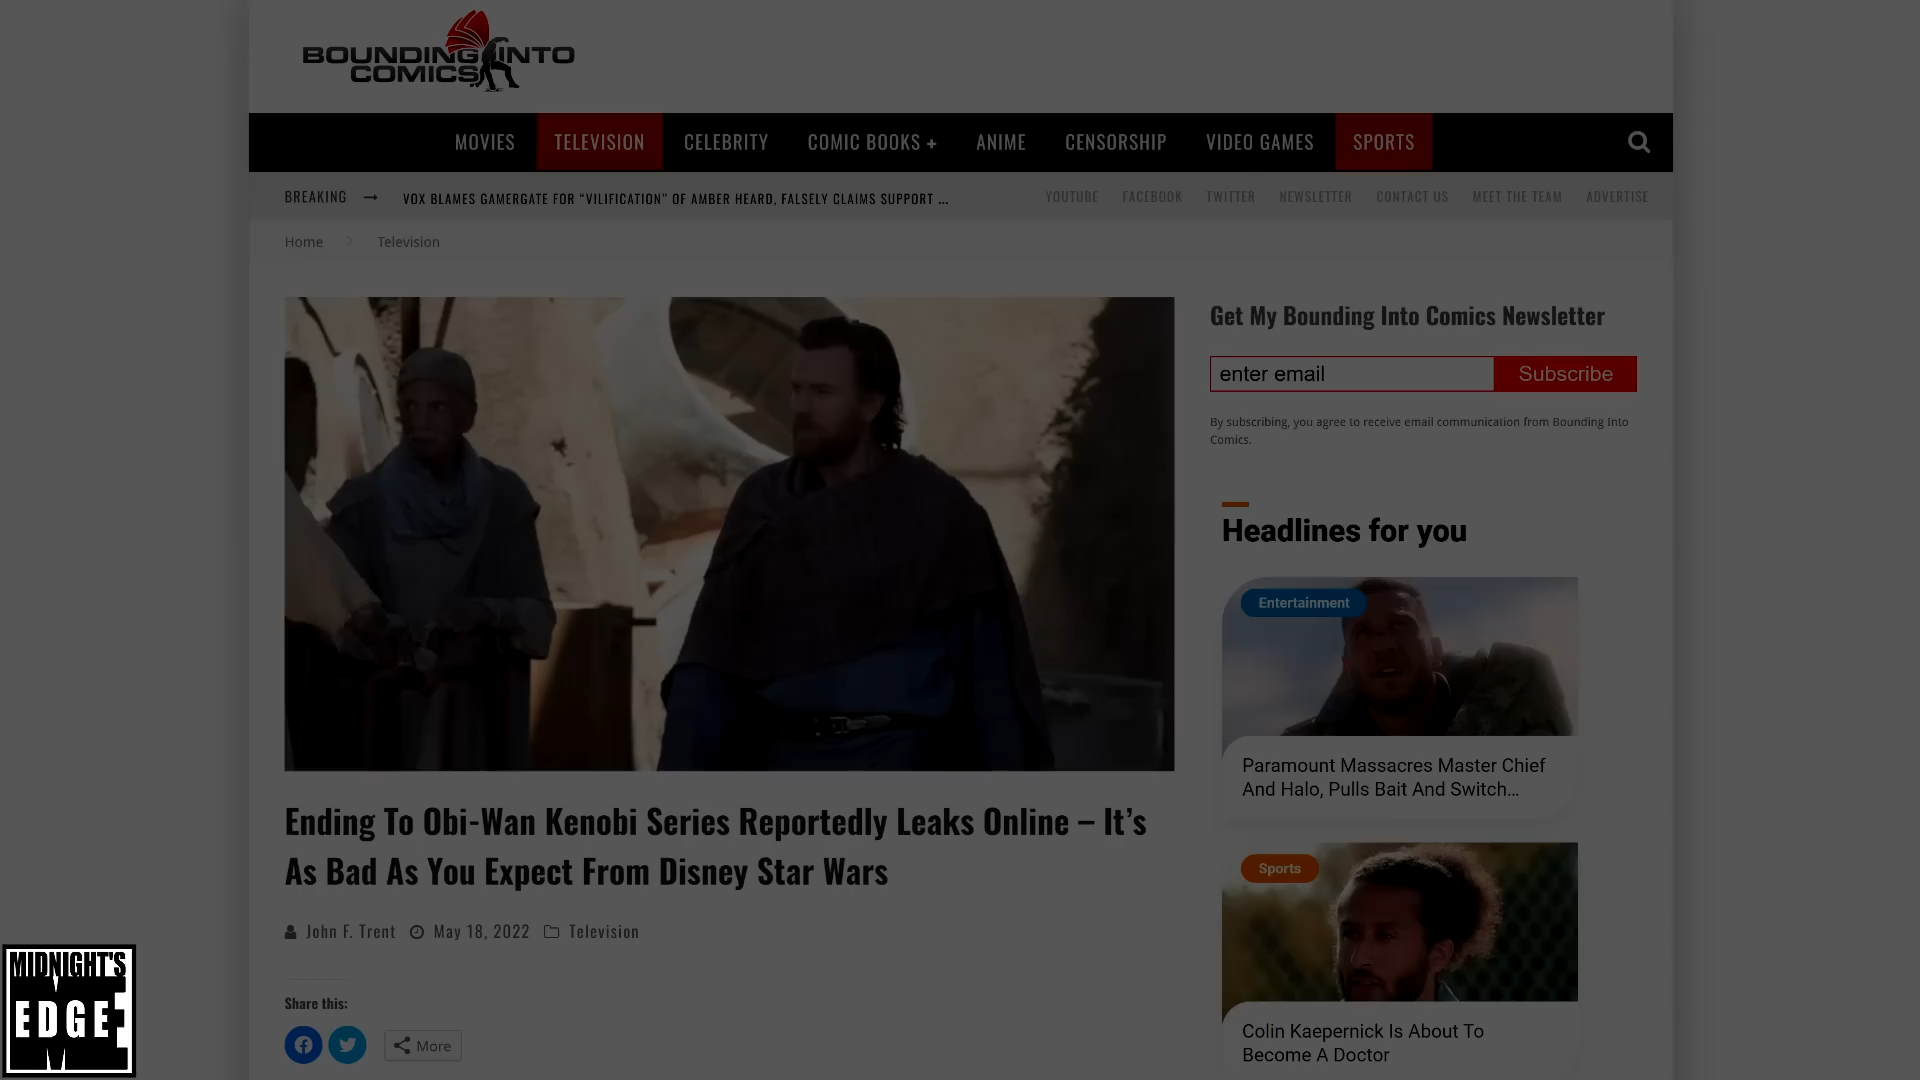 BOUNDING INTO
COMICS
MOVIES TELEVISION CELEBRITY COMIC BOOKS + ANIME CENSORSHIP VIDEO GAMES SPORTS
BREAKING → VOX BLAMES GAMERGATE FOR “VILIFICATION” OF AMBER HEARD, FALSELY CLAIMS SUPPORT ...
YOUTUBE FACEBOOK TWITTER NEWSLETTER CONTACT US MEET THE TEAM ADVERTISE
Home > Television
Ending To Obi-Wan Kenobi Series Reportedly Leaks Online – It’s
As Bad As You Expect From Disney Star Wars
John F. Trent May 18, 2022 Television
Share this:
More
Get My Bounding Into Comics Newsletter
enter email Subscribe
By subscribing, you agree to receive email communication from Bounding Into
Comics.
Headlines for you
Entertainment
Paramount Massacres Master Chief
And Halo, Pulls Bait And Switch…
Sports
Colin Kaepernick Is About To
Become A Doctor
MIDNIGHT'S
EDGE